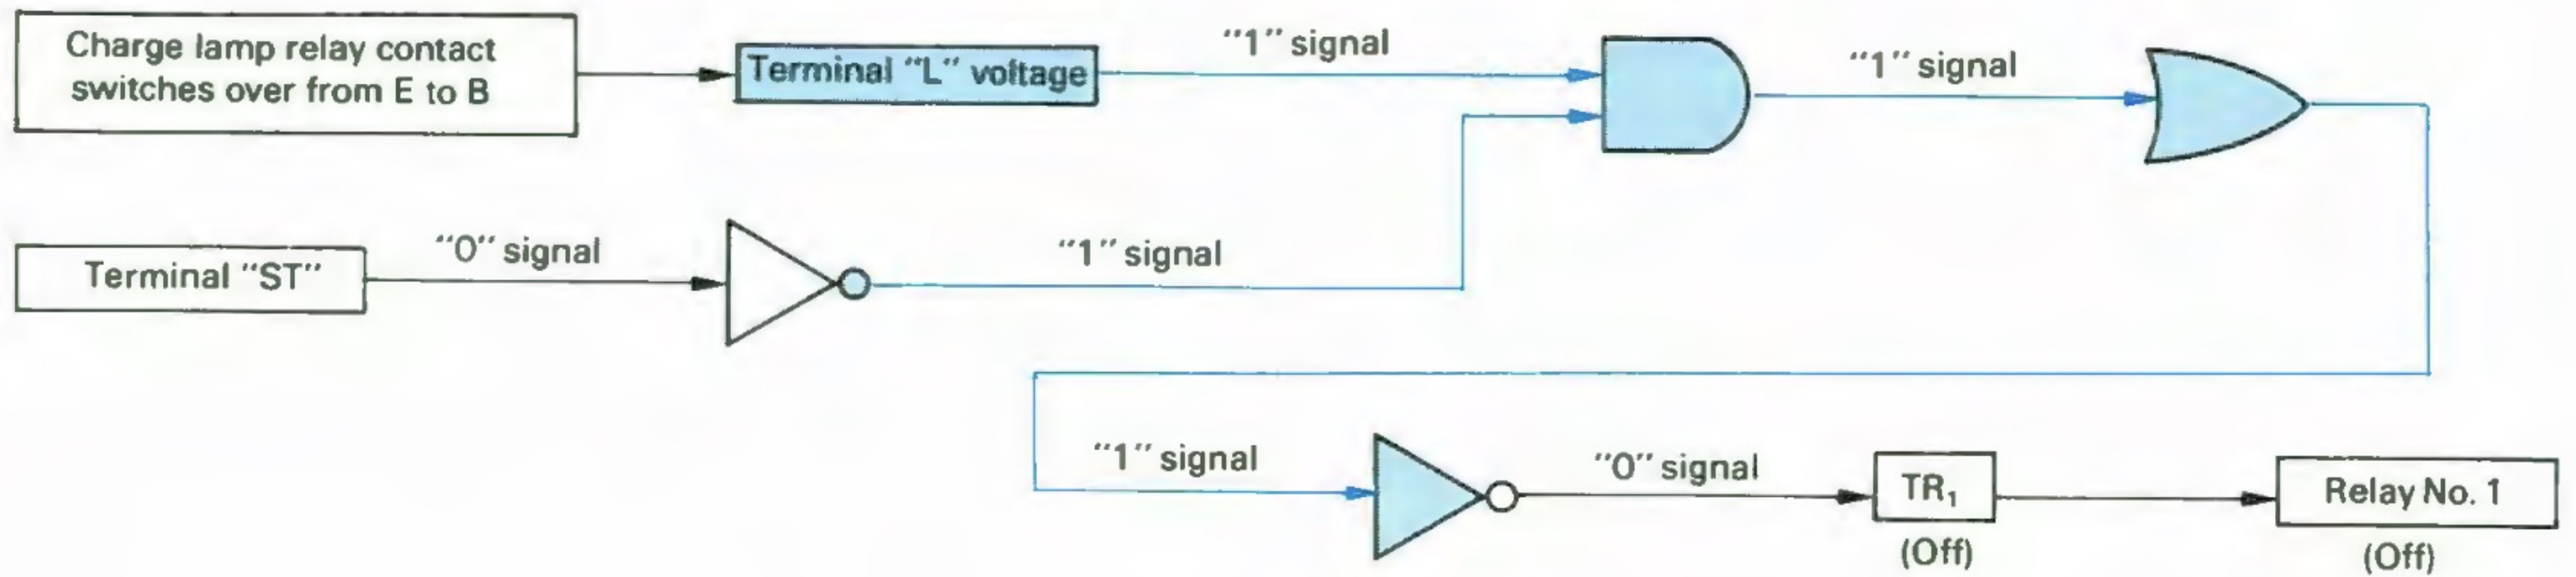 Charge lamp relay contact
switches over from E to B
Terminal "L" voltage
"1" signal
"1" signal
Terminal "ST"
"0" signal
"1" signal
"1" signal
"0" signal
TR₁
(Off)
Relay No. 1
(Off)